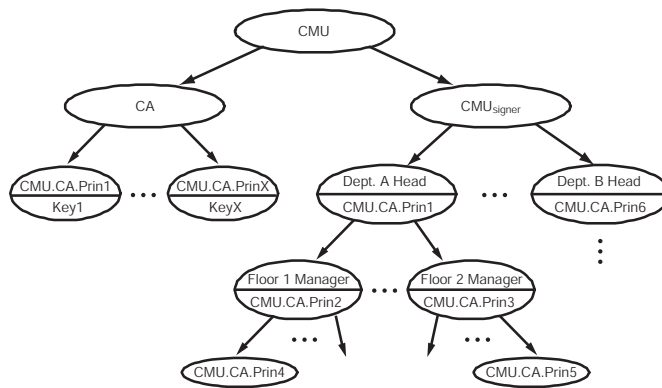 CMU
CA
CMUsigner
CMU.CA.Prin1
Key1
•••
CMU.CA.PrinX
KeyX
Dept. A Head
CMU.CA.Prin1
•••
Dept. B Head
CMU.CA.Prin6
Floor 1 Manager
CMU.CA.Prin2
•••
Floor 2 Manager
CMU.CA.Prin3
CMU.CA.Prin4
•••
•••
CMU.CA.Prin5